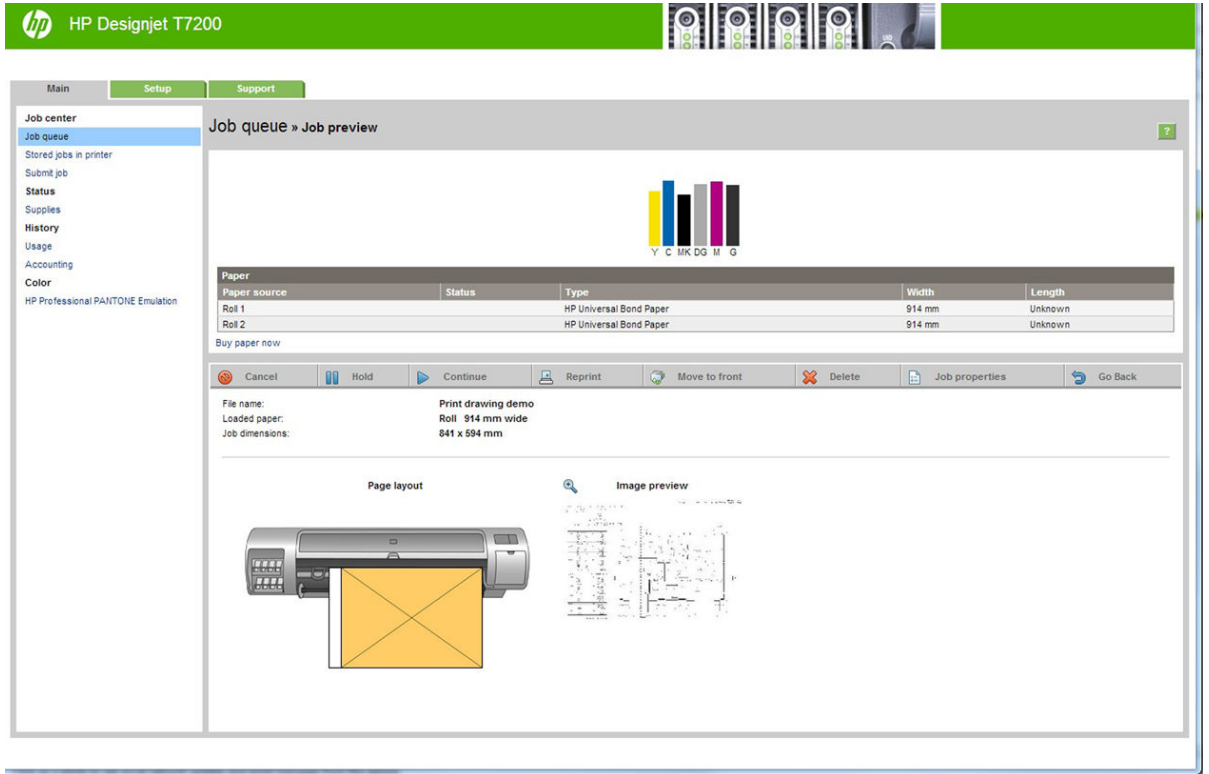 hp HP Designjet T7200
UIO
Main Setup Support
Job center
Job queue
Stored jobs in printer
Submit job
Status
Supplies
History
Usage
Accounting
Color
HP Professional PANTONE Emulation
Job queue » Job preview
?
Y C MK DG M G
Paper
Paper source Status Type Width Length
Roll 1 HP Universal Bond Paper 914 mm Unknown
Roll 2 HP Universal Bond Paper 914 mm Unknown
Buy paper now
Cancel Hold Continue Reprint Move to front Delete Job properties Go Back
File name: Print drawing demo
Loaded paper: Roll 914 mm wide
Job dimensions: 841 x 594 mm
Page layout Image preview